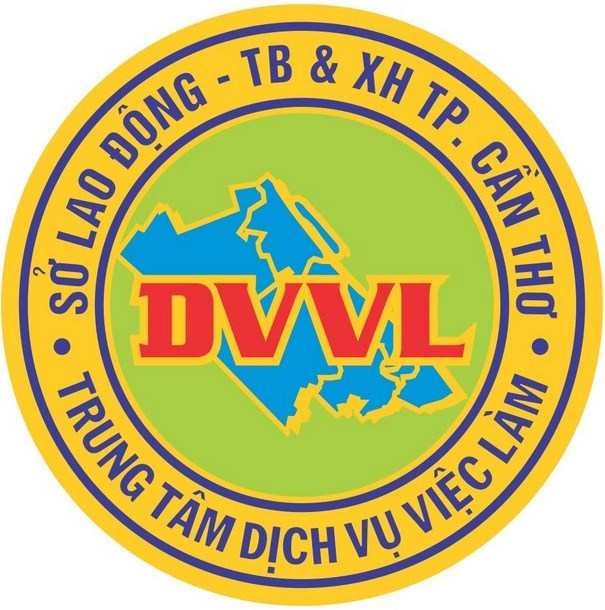 SỞ LAO ĐỘNG - TB & XH TP. CẦN THƠ
DVVL
• TRUNG TÂM DỊCH VỤ VIỆC LÀM •